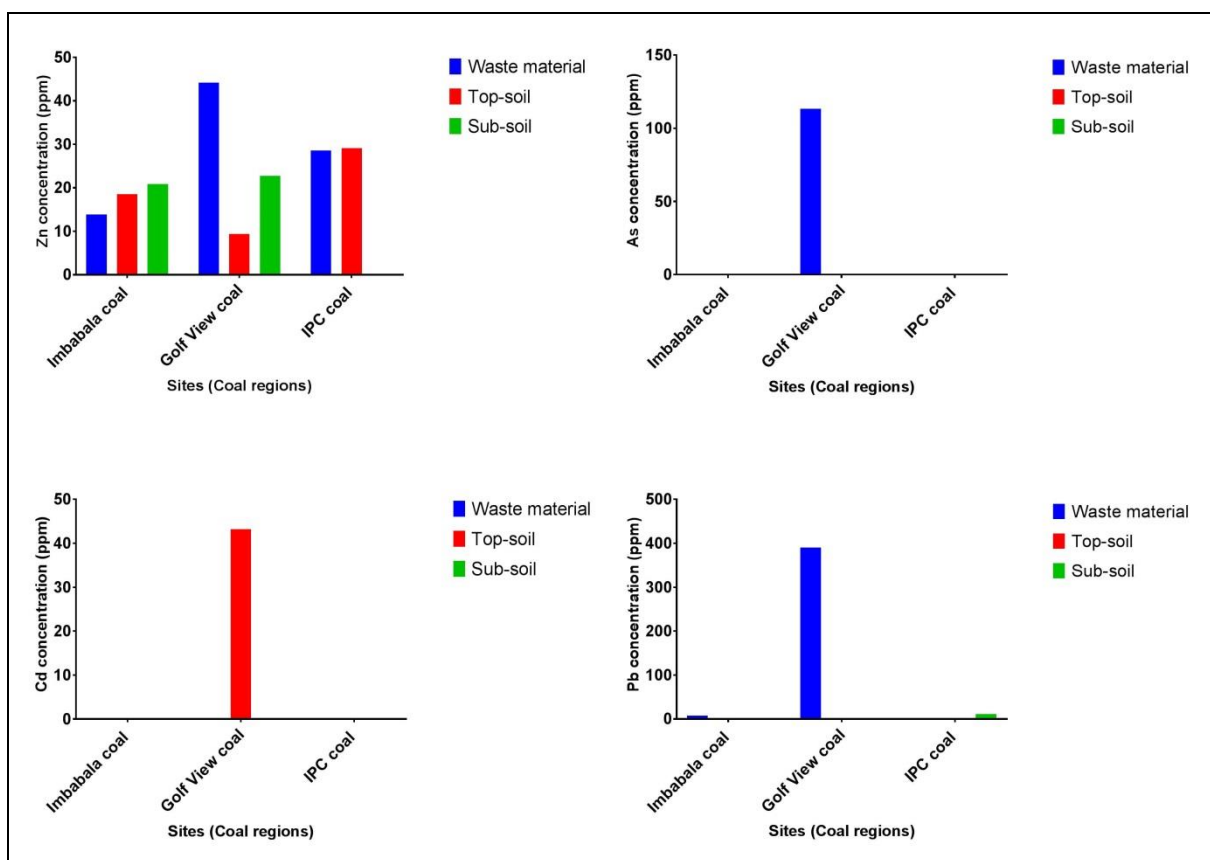 Zn concentration (ppm)
50
40
30
20
10
0
Imbabala coal
Golf View coal
IPC coal
Sites (Coal regions)
Waste material
Top-soil
Sub-soil
As concentration (ppm)
150
100
50
0
Imbabala coal
Golf View coal
IPC coal
Sites (Coal regions)
Waste material
Top-soil
Sub-soil
Cd concentration (ppm)
50
40
30
20
10
0
Imbabala coal
Golf View coal
IPC coal
Sites (Coal regions)
Waste material
Top-soil
Sub-soil
Pb concentration (ppm)
500
400
300
200
100
0
Imbabala coal
Golf View coal
IPC coal
Sites (Coal regions)
Waste material
Top-soil
Sub-soil